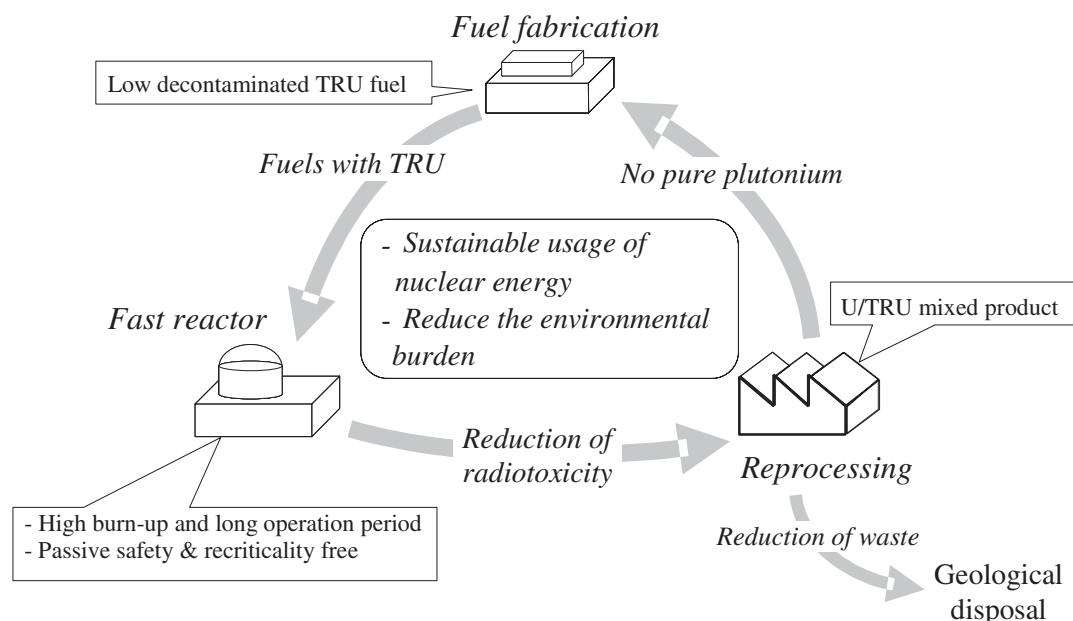 Fuel fabrication
Low decontaminated TRU fuel
Fuels with TRU
No pure plutonium
- Sustainable usage of
nuclear energy
- Reduce the environmental
burden
U/TRU mixed product
Fast reactor
Reduction of
radiotoxicity
Reprocessing
- High burn-up and long operation period
- Passive safety & recriticality free
Reduction of waste
Geological
disposal